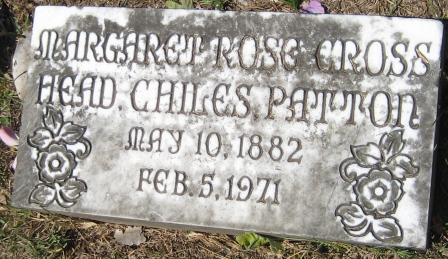 MARGARET ROSE CROSS
HEAD, CHILES, PATTON
MAY 10, 1882
FEB. 5, 1971